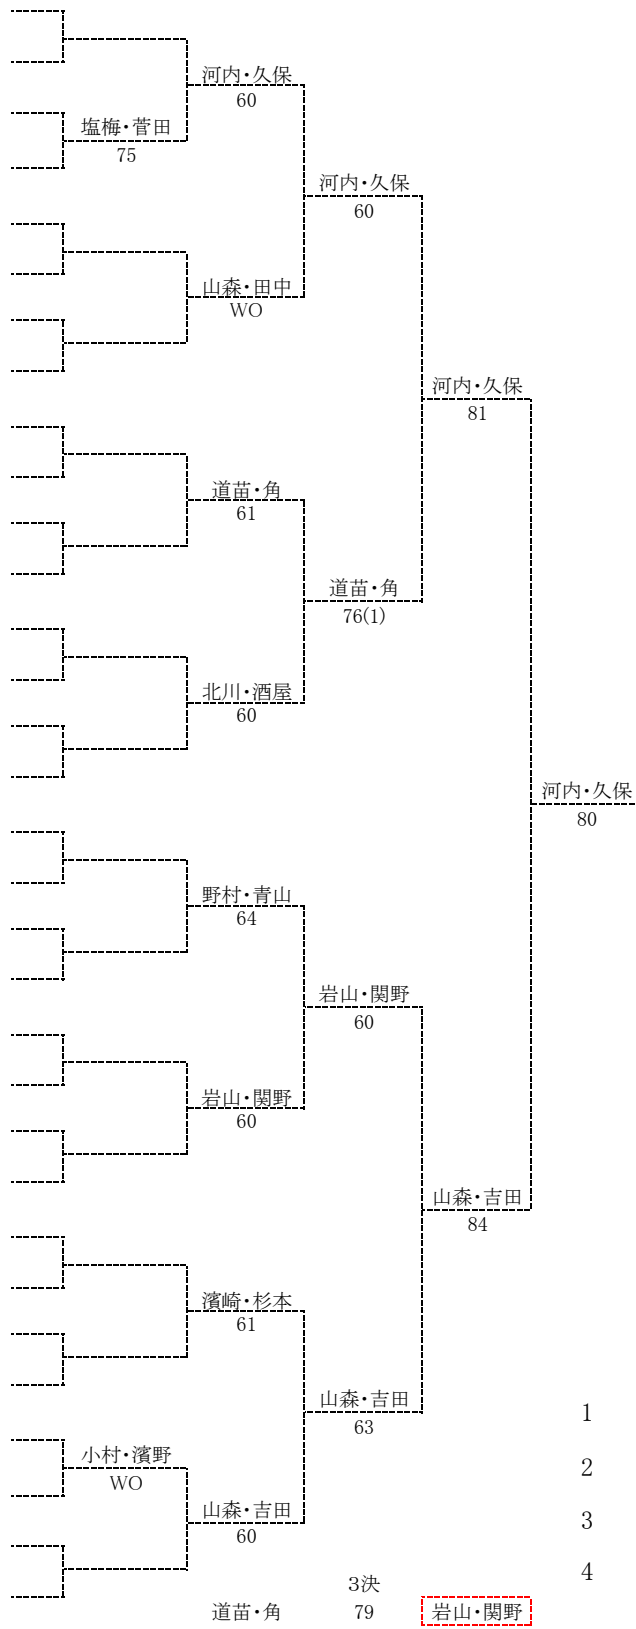 河内・久保
60
塩梅・菅田
75
河内・久保
60
山森・田中
WO
河内・久保
81
道苗・角
61
道苗・角
76(1)
北川・酒屋
60
河内・久保
80
野村・青山
64
岩山・関野
60
岩山・関野
60
山森・吉田
84
濱崎・杉本
61
山森・吉田
63
1
小村・濱野
WO
2
山森・吉田
60
3
4
3決
道苗・角 79 岩山・関野